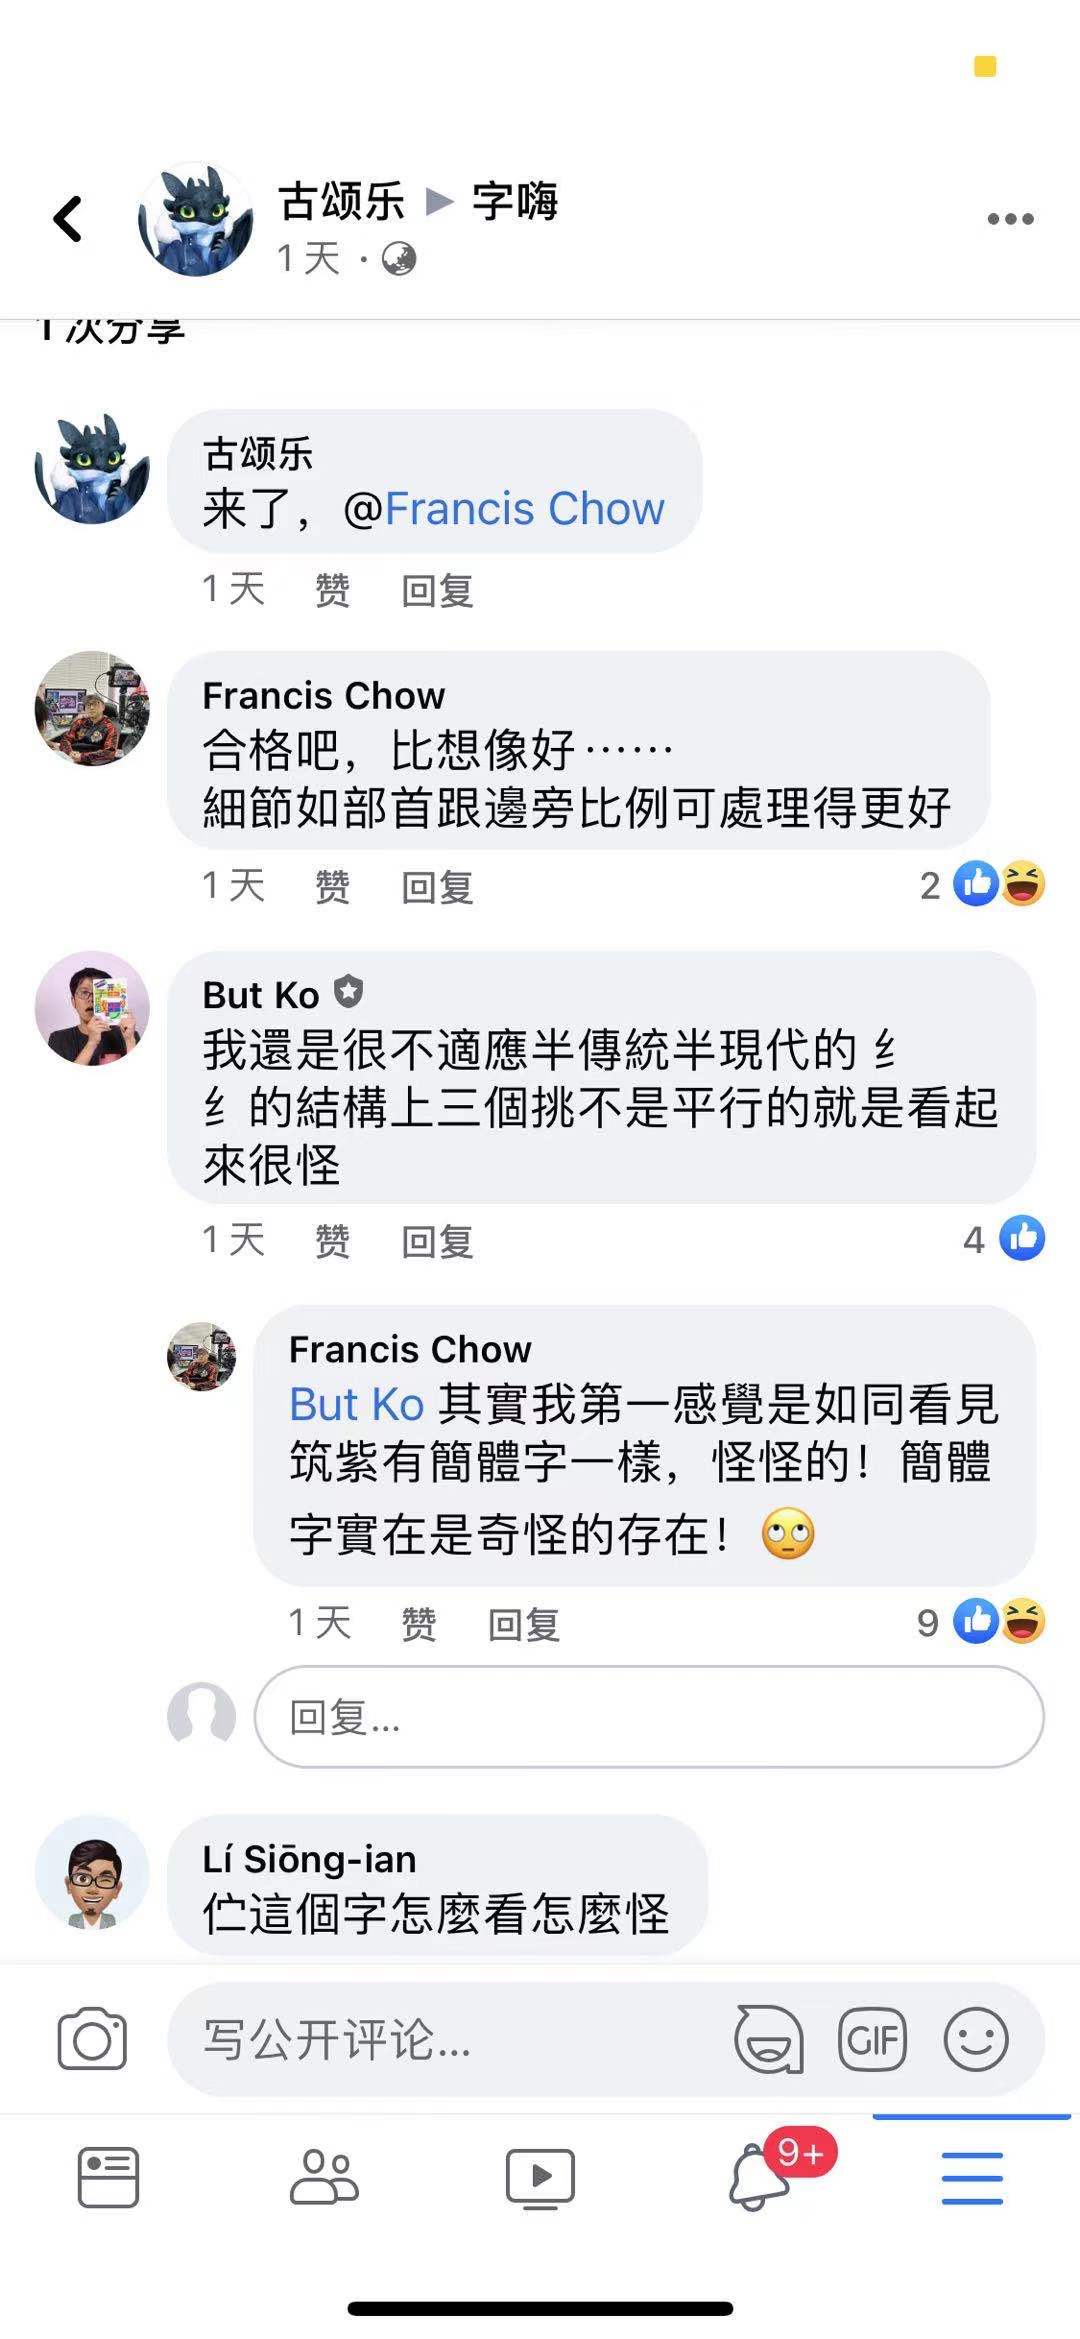 古颂乐 ▶ 字嗨
1 天 ·
1 次分享
古颂乐
来了，@Francis Chow
1 天 赞 回复
Francis Chow
合格吧，比想像好⋯⋯
細節如部首跟邊旁比例可處理得更好
1 天 赞 回复 2
But Ko
我還是很不適應半傳統半現代的 纟
纟 的結構上三個挑不是平行的就是看起
來很怪
1 天 赞 回复 4
Francis Chow
But Ko 其實我第一感覺是如同看見
筑紫有簡體字一樣，怪怪的！簡體
字實在是奇怪的存在！🙄
1 天 赞 回复 9
回复...
Lí Siōng-ian
伫這個字怎麼看怎麼怪
写公开评论...
GIF
9+